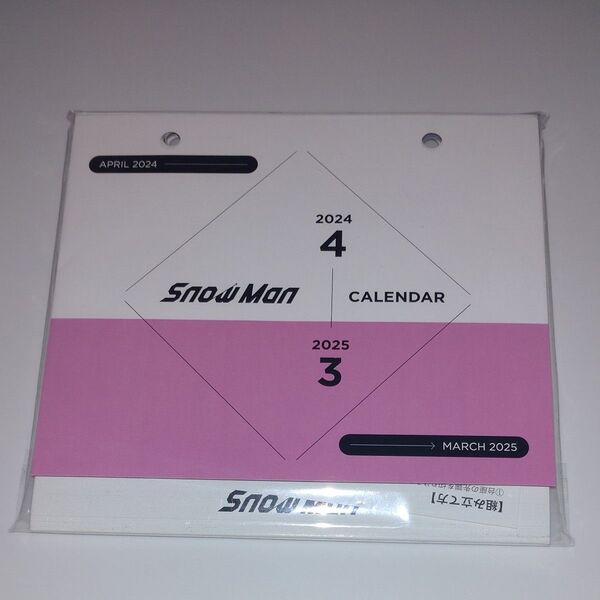 APRIL 2024
2024
4
Snow Man
CALENDAR
2025
3
MARCH 2025
Snow Man
【組み立て方】